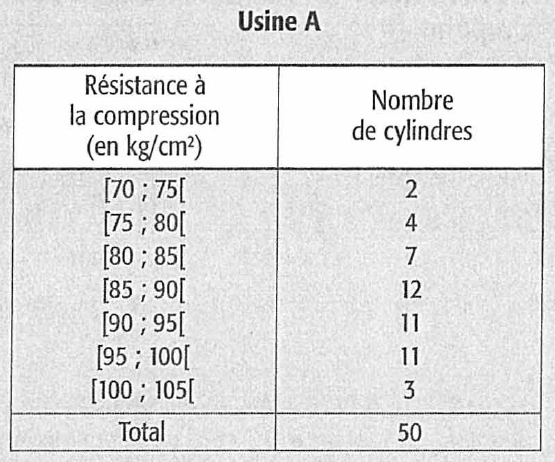 Usine A
Résistance à
la compression
(en kg/cm²)
Nombre
de cylindres
[70 ; 75[ 2
[75 ; 80[ 4
[80 ; 85[ 7
[85 ; 90[ 12
[90 ; 95[ 11
[95 ; 100[ 11
[100 ; 105[ 3
Total 50